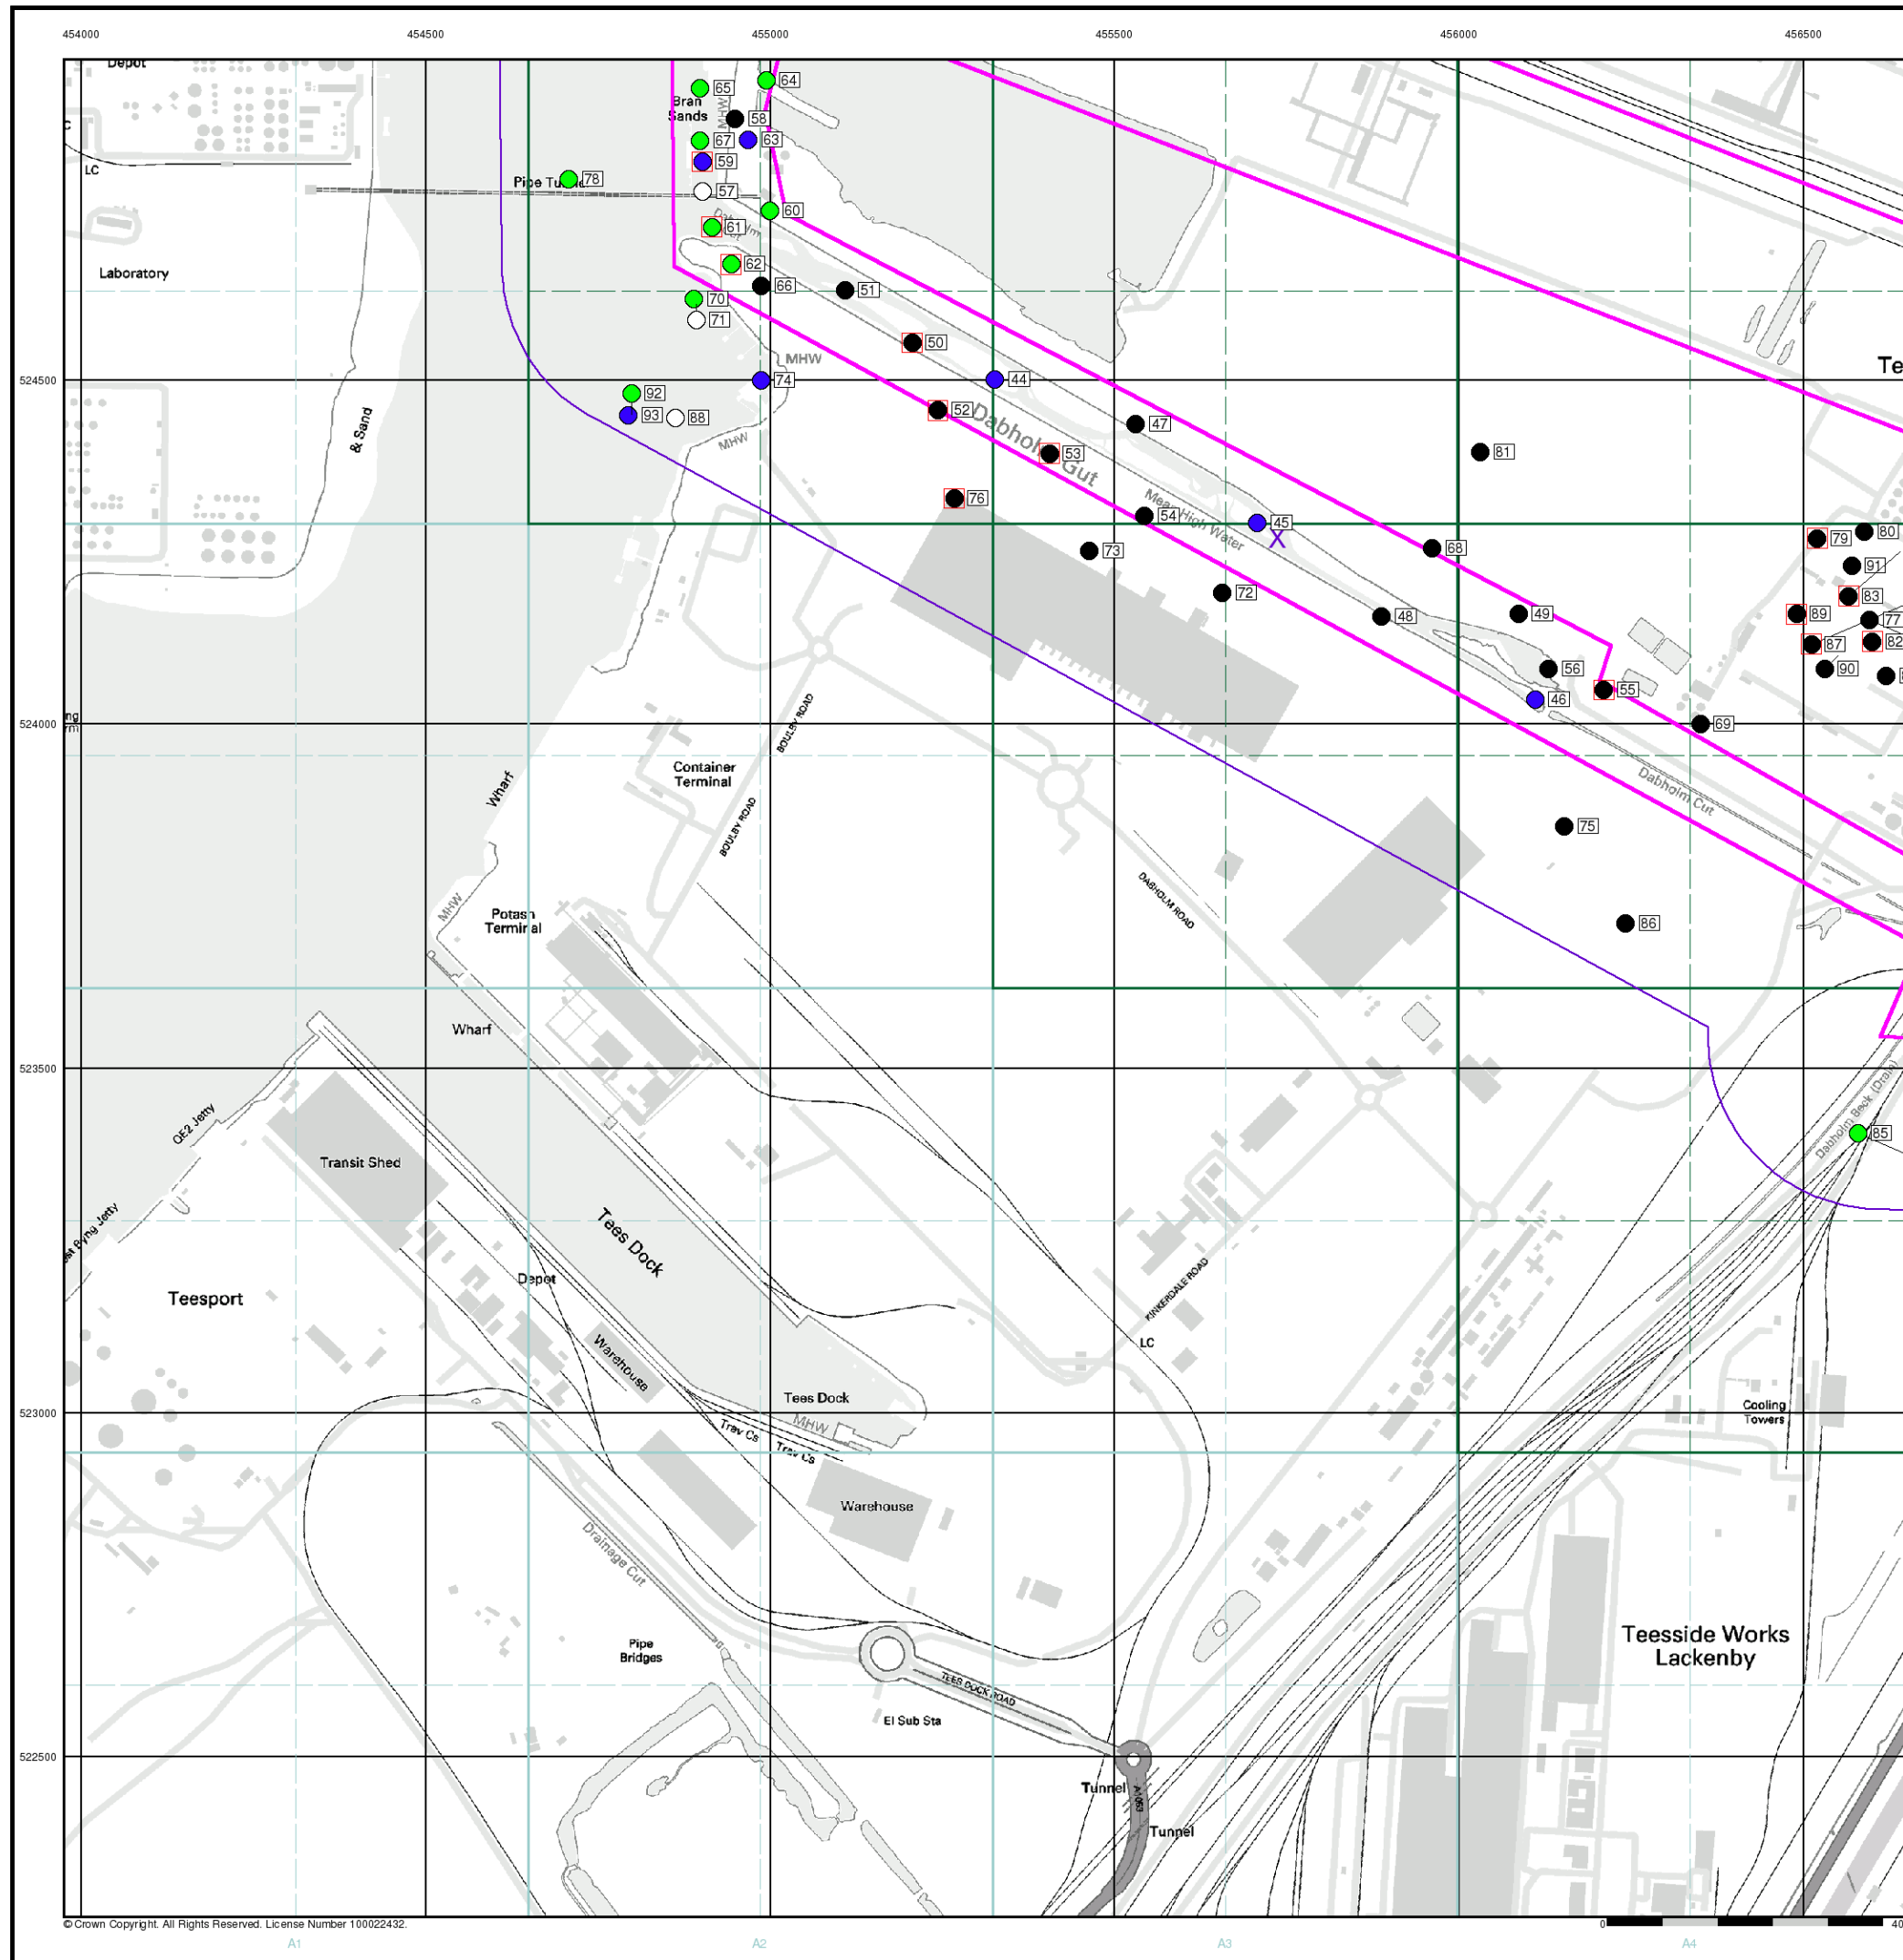 454000 454500 455000 455500 456000 456500
Depot
65
64
Bran
Sands
MHW
58
67
63
LC
59
Pipe
78
57
60
61
Laboratory
62
66
51
70
71
50
MHW
Te
524500
74
44
92
52
Dabholm Gut
93
88
47
& Sand
MHW
53
81
76
Mean High Water
54
45
X
80
79
73
68
91
83
72
89
49
48
77
87
82
56
90
55
46
BOULBY ROAD
524000
69
Container
Terminal
Wharf
Dabholm Cut
BOULBY ROAD
75
DABHOLM ROAD
MHW
Potash
Terminal
86
Wharf
523500
Dabholm Beck (Drain)
QE2 Jetty
85
Transit Shed
Byng Jetty
Tees Dock
Depot
KINKERDALE ROAD
Teesport
Warehouse
LC
Tees Dock
MHW
523000
Cooling
Towers
Trav Cs
Trav Cs
Warehouse
Drainage Cut
Teesside Works
Lackenby
Pipe
Bridges
TEES DOCK ROAD
El Sub Sta
522500
Tunnel
A1053
Tunnel
© Crown Copyright. All Rights Reserved. License Number 100022432.
0 40
A1 A2 A3 A4